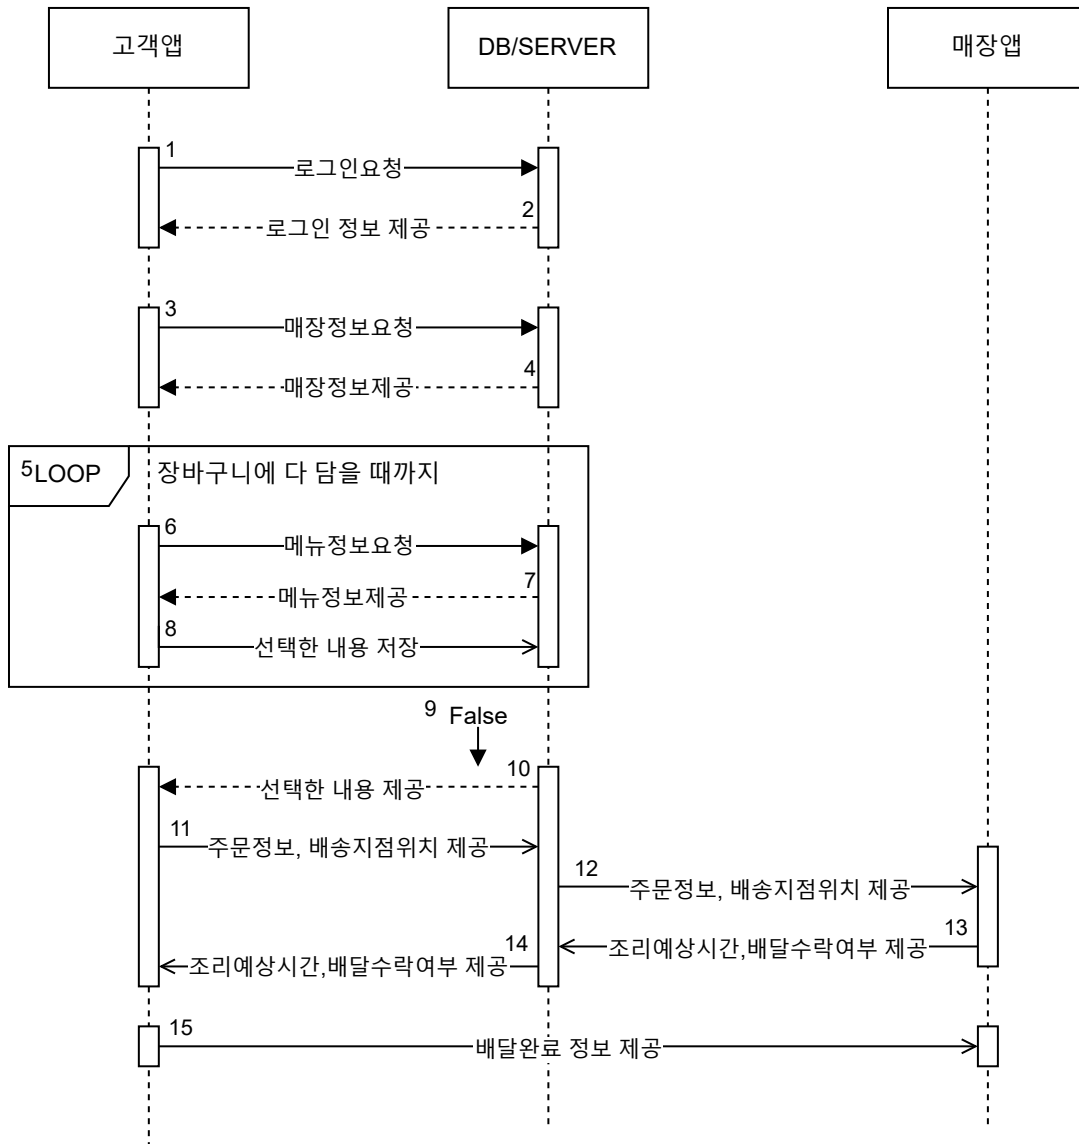 고객앱
DB/SERVER
매장앱
1
로그인요청
2
로그인 정보 제공
3
매장정보요청
4
매장정보제공
5 LOOP
장바구니에 다 담을 때까지
6
메뉴정보요청
7
메뉴정보제공
8
선택한 내용 저장
9
False
10
선택한 내용 제공
11
주문정보, 배송지점위치 제공
12
주문정보, 배송지점위치 제공
13
조리예상시간,배달수락여부 제공
14
조리예상시간,배달수락여부 제공
15
배달완료 정보 제공